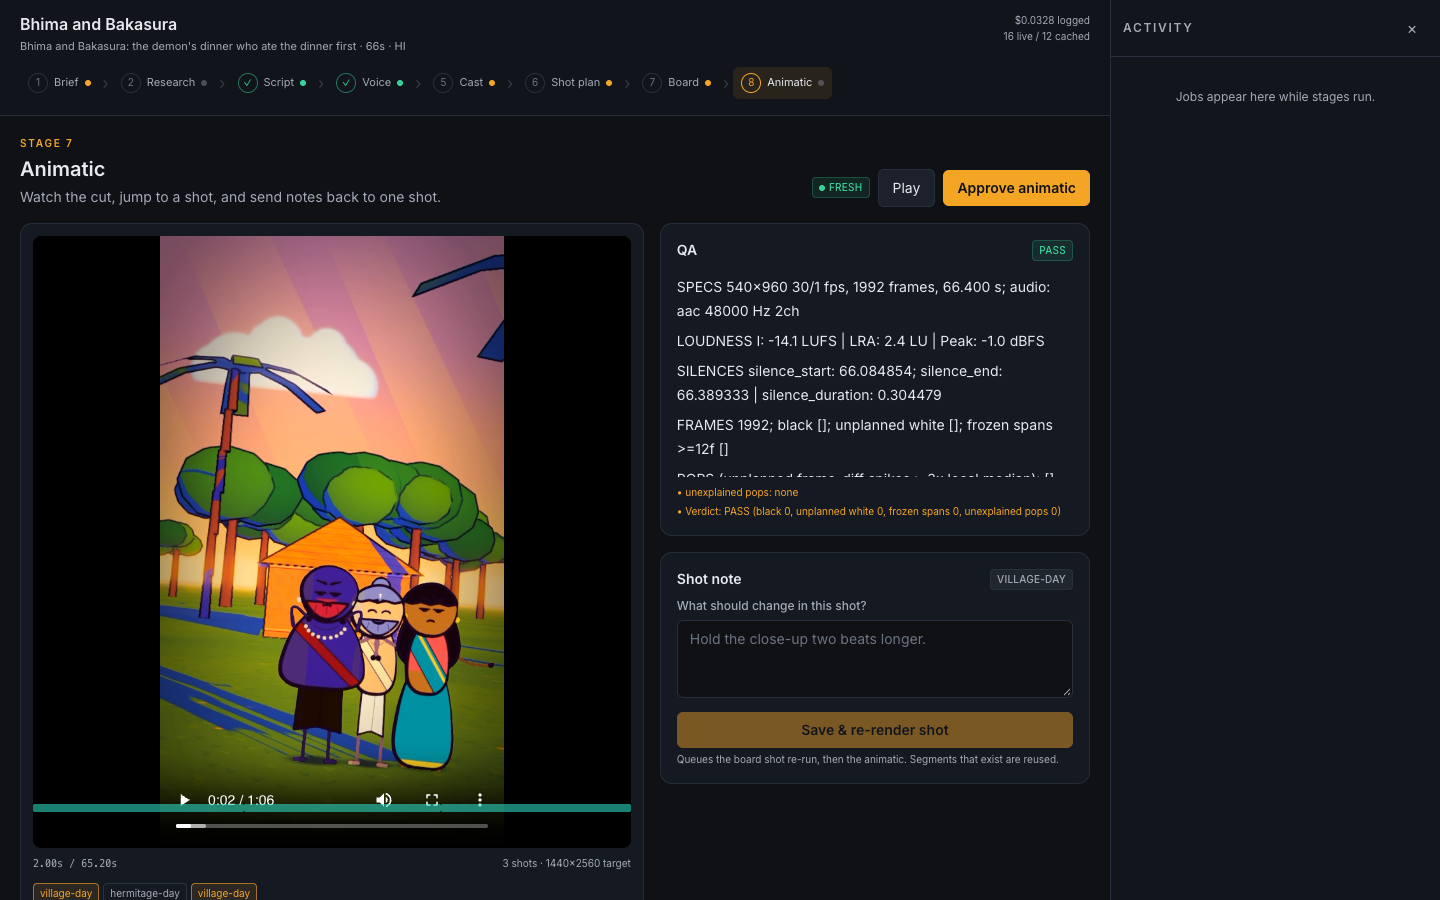 Bhima and Bakasura
Bhima and Bakasura: the demon's dinner who ate the dinner first · 66s · HI
$0.0328 logged
16 live / 12 cached
1 Brief
2 Research
Script
Voice
5 Cast
6 Shot plan
7 Board
8 Animatic
ACTIVITY
×
Jobs appear here while stages run.
STAGE 7
Animatic
Watch the cut, jump to a shot, and send notes back to one shot.
FRESH
Play
Approve animatic
0:02 / 1:06
2.00s / 65.20s
3 shots · 1440×2560 target
village-day
hermitage-day
village-day
QA
PASS
SPECS 540×960 30/1 fps, 1992 frames, 66.400 s; audio:
aac 48000 Hz 2ch
LOUDNESS I: -14.1 LUFS | LRA: 2.4 LU | Peak: -1.0 dBFS
SILENCES silence_start: 66.084854; silence_end:
66.389333 | silence_duration: 0.304479
FRAMES 1992; black []; unplanned white []; frozen spans
>=12f []
• unexplained pops: none
• Verdict: PASS (black 0, unplanned white 0, frozen spans 0, unexplained pops 0)
Shot note
VILLAGE-DAY
What should change in this shot?
Hold the close-up two beats longer.
Save & re-render shot
Queues the board shot re-run, then the animatic. Segments that exist are reused.